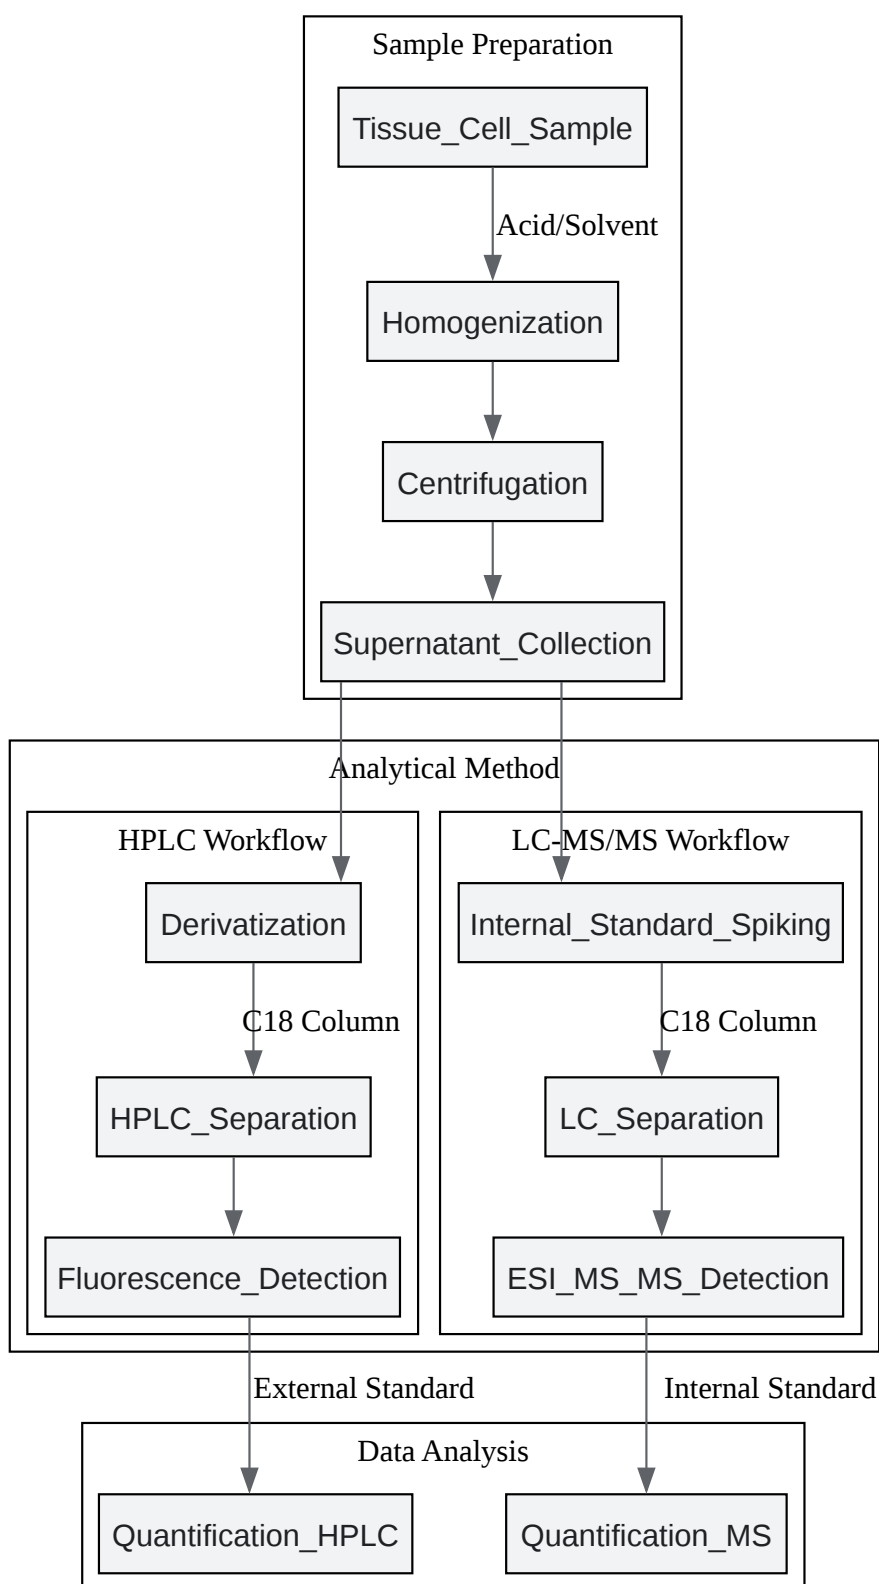 Sample Preparation
Tissue_Cell_Sample
Acid/Solvent
Homogenization
Centrifugation
Supernatant_Collection
Analytical Method
HPLC Workflow
LC-MS/MS Workflow
Derivatization
Internal_Standard_Spiking
C18 Column
C18 Column
HPLC_Separation
LC_Separation
Fluorescence_Detection
ESI_MS_MS_Detection
External Standard
Internal Standard
Data Analysis
Quantification_HPLC
Quantification_MS